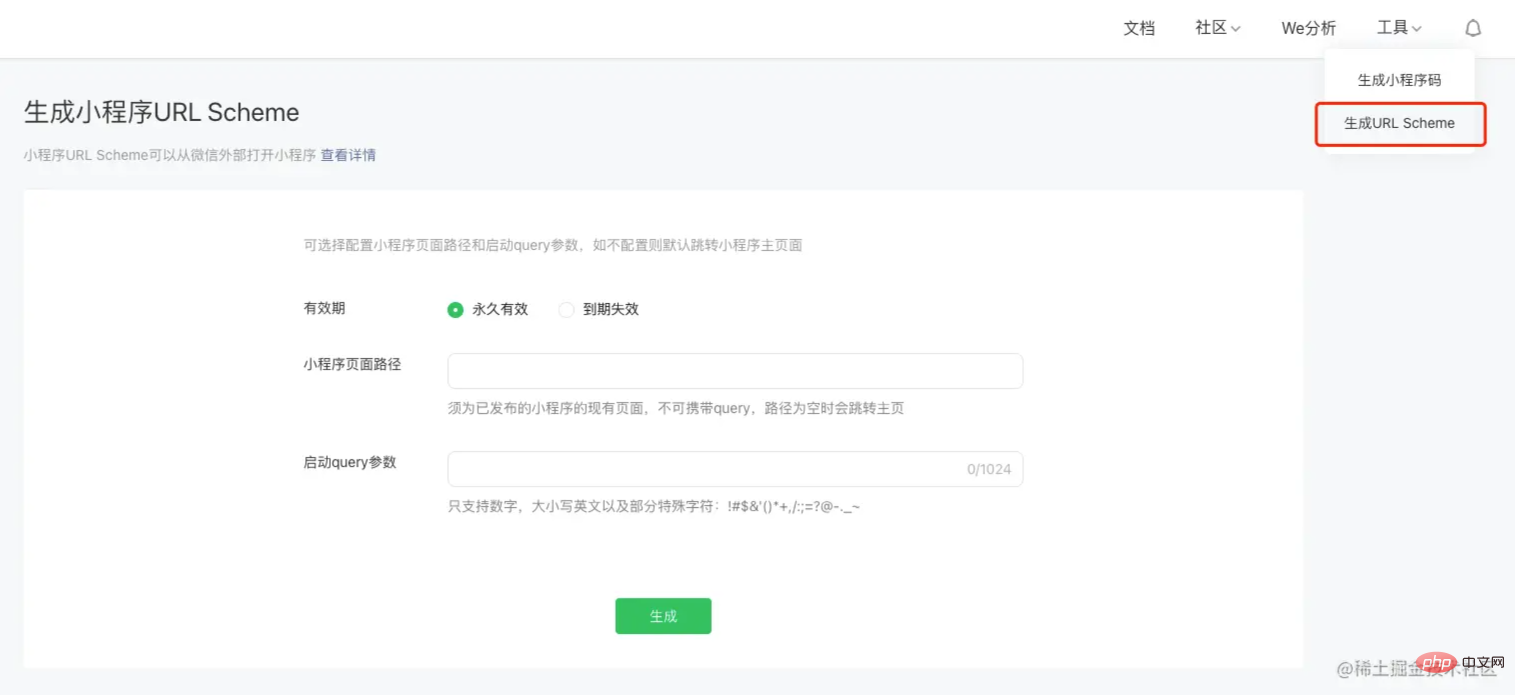 文档 社区 We分析 工具
生成小程序码
生成URL Scheme
生成小程序URL Scheme
小程序URL Scheme可以从微信外部打开小程序 查看详情
可选择配置小程序页面路径和启动query参数，如不配置则默认跳转小程序主页面
有效期 永久有效 到期失效
小程序页面路径
须为已发布的小程序的现有页面，不可携带query，路径为空时会跳转主页
启动query参数 0/1024
只支持数字，大小写英文以及部分特殊字符：!#$&'()*+,/:;=?@-._~
生成
@稀土掘金技术社区
php 中文网